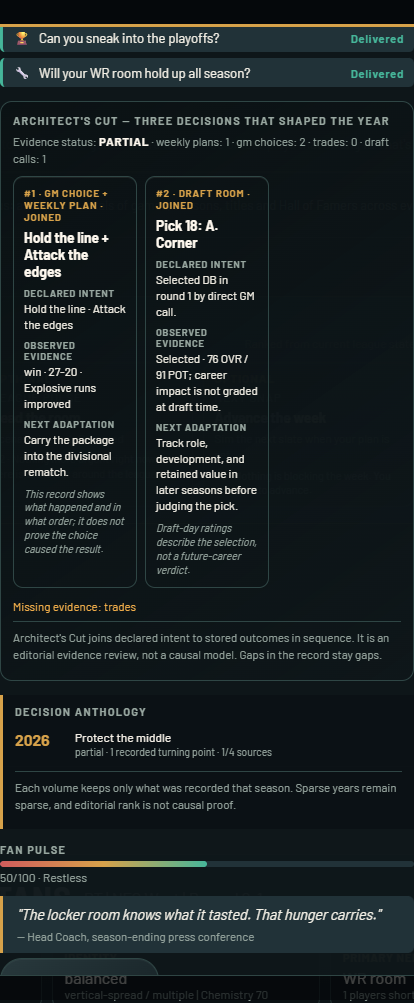 Can you sneak into the playoffs?
Delivered
Will your WR room hold up all season?
Delivered
ARCHITECT'S CUT — THREE DECISIONS THAT SHAPED THE YEAR
Evidence status: PARTIAL · weekly plans: 1 · gm choices: 2 · trades: 0 · draft
calls: 1
#1 · GM CHOICE +
WEEKLY PLAN ·
JOINED
Hold the line +
Attack the
edges
DECLARED INTENT
Hold the line · Attack
the edges
OBSERVED
EVIDENCE
win · 27-20 ·
Explosive runs
improved
NEXT ADAPTATION
Carry the package
into the divisional
rematch.
This record shows
what happened and in
what order; it does not
prove the choice
caused the result.
#2 · DRAFT ROOM ·
JOINED
Pick 18: A.
Corner
DECLARED INTENT
Selected DB in
round 1 by direct GM
call.
OBSERVED
EVIDENCE
Selected · 76 OVR /
91 POT; career
impact is not graded
at draft time.
NEXT ADAPTATION
Track role,
development, and
retained value in
later seasons before
judging the pick.
Draft-day ratings
describe the selection,
not a future-career
verdict.
Missing evidence: trades
Architect's Cut joins declared intent to stored outcomes in sequence. It is an
editorial evidence review, not a causal model. Gaps in the record stay gaps.
DECISION ANTHOLOGY
2026
Protect the middle
partial · 1 recorded turning point · 1/4 sources
Each volume keeps only what was recorded that season. Sparse years remain
sparse, and editorial rank is not causal proof.
FAN PULSE
50/100 · Restless
"The locker room knows what it tasted. That hunger carries."
— Head Coach, season-ending press conference
balanced
vertical-spread / multiple | Chemistry 70
WR room
players